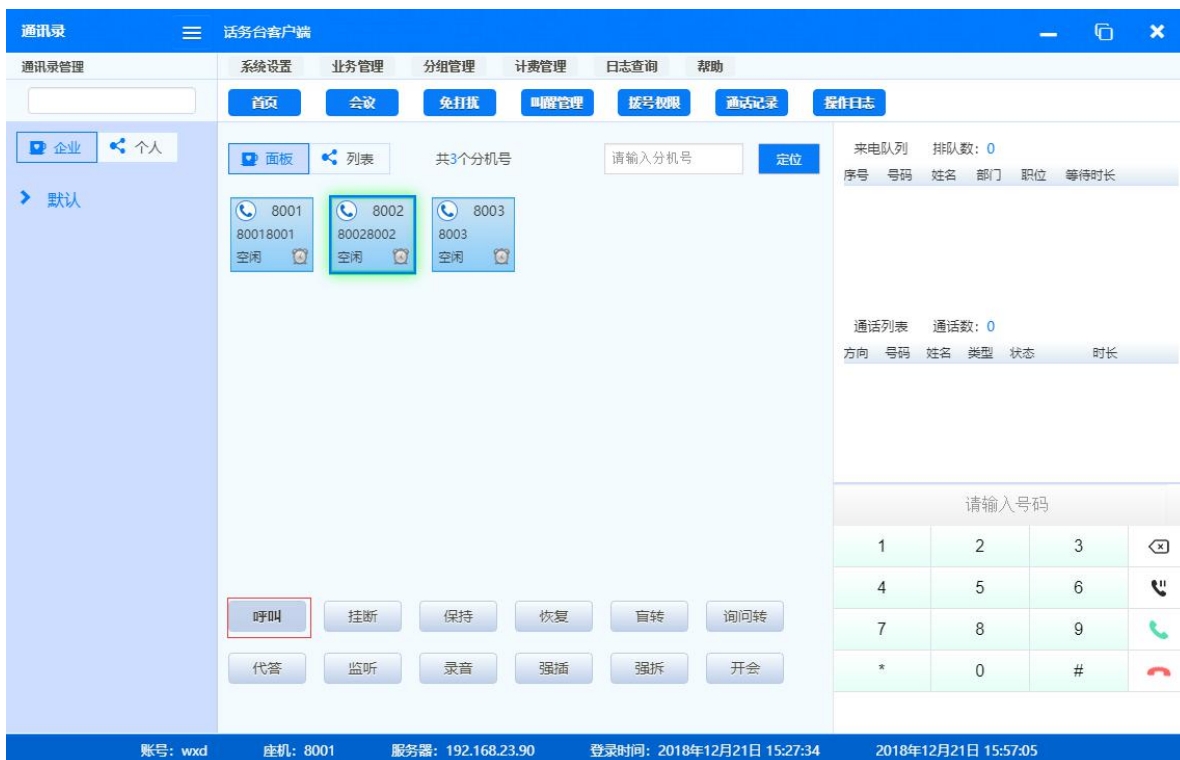 通讯录
话务台客户端
通讯录管理
系统设置 业务管理 分组管理 计费管理 日志查询 帮助
首页 会议 免打扰 叫醒管理 拨号权限 通话记录 操作日志
企业 个人
默认
面板 列表 共3个分机号 请输入分机号 定位
8001
80018001
空闲
8002
80028002
空闲
8003
8003
空闲
来电队列 排队数: 0
序号 号码 姓名 部门 职位 等待时长
通话列表 通话数: 0
方向 号码 姓名 类型 状态 时长
请输入号码
1 2 3
4 5 6
7 8 9
* 0 #
呼叫 挂断 保持 恢复 盲转 询问转
代答 监听 录音 强插 强拆 开会
账号: wxd 座机: 8001 服务器: 192.168.23.90 登录时间: 2018年12月21日 15:27:34 2018年12月21日 15:57:05